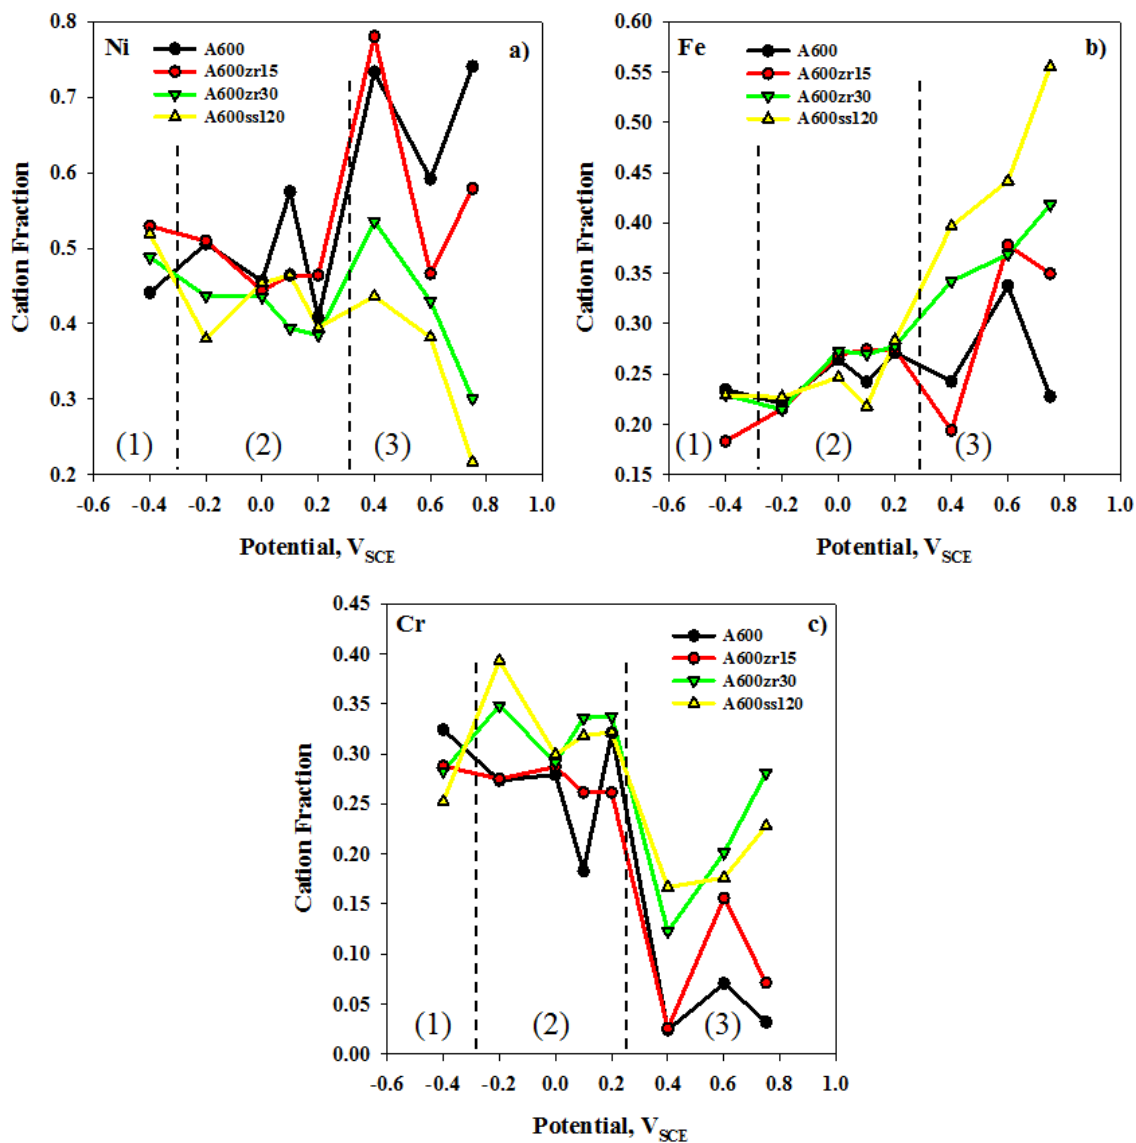 Ni
a)
A600
A600zr15
A600zr30
A600ss120
0.8
0.7
0.6
0.5
0.4
0.3
0.2
Cation Fraction
(1)
(2)
(3)
-0.6 -0.4 -0.2 0.0 0.2 0.4 0.6 0.8 1.0
Potential, V_SCE
Fe
b)
A600
A600zr15
A600zr30
A600ss120
0.60
0.55
0.50
0.45
0.40
0.35
0.30
0.25
0.20
0.15
Cation Fraction
(1)
(2)
(3)
-0.6 -0.4 -0.2 0.0 0.2 0.4 0.6 0.8 1.0
Potential, V_SCE
Cr
c)
A600
A600zr15
A600zr30
A600ss120
0.45
0.40
0.35
0.30
0.25
0.20
0.15
0.10
0.05
0.00
Cation Fraction
(1)
(2)
(3)
-0.6 -0.4 -0.2 0.0 0.2 0.4 0.6 0.8 1.0
Potential, V_SCE